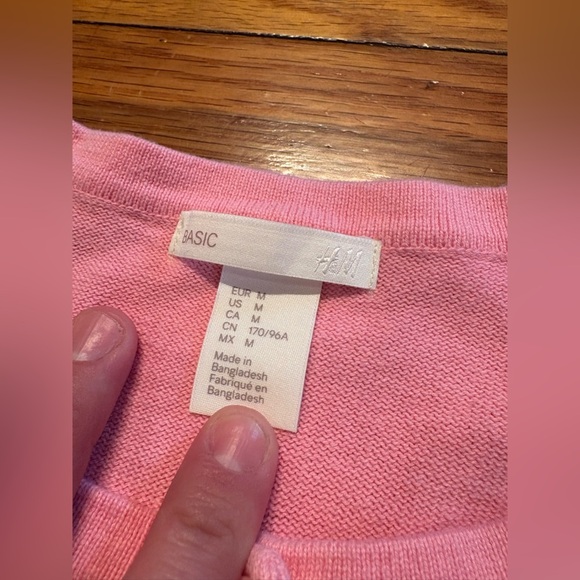 BASIC
H&M
EUR M
US M
CA M
CN 170/96A
MX M
Made in
Bangladesh
Fabriqué en
Bangladesh